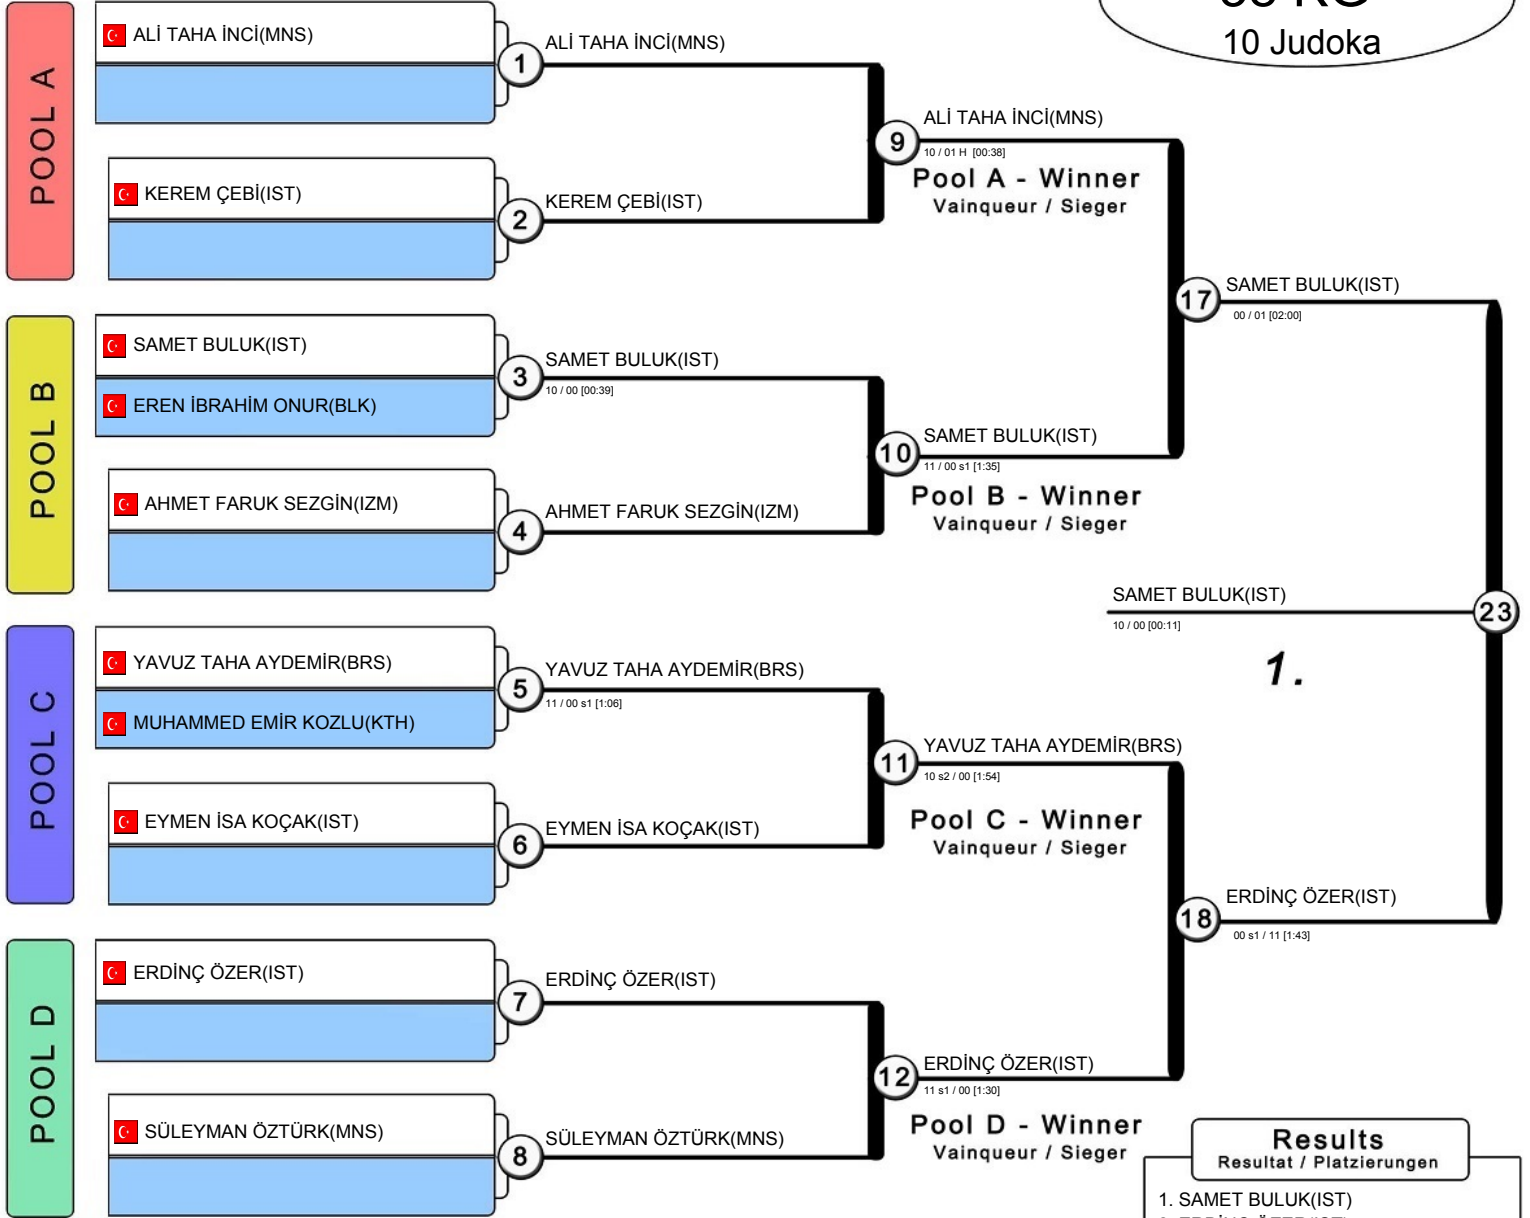 10 Judoka
POOL A
ALİ TAHA İNCİ(MNS)
1
ALİ TAHA İNCİ(MNS)
KEREM ÇEBİ(IST)
2
KEREM ÇEBİ(IST)
9
ALİ TAHA İNCİ(MNS)
10 / 01 H [00:38]
Pool A - Winner
Vainqueur / Sieger
POOL B
SAMET BULUK(IST)
EREN İBRAHİM ONUR(BLK)
3
SAMET BULUK(IST)
10 / 00 [00:39]
AHMET FARUK SEZGİN(IZM)
4
AHMET FARUK SEZGİN(IZM)
10
SAMET BULUK(IST)
11 / 00 s1 [1:35]
Pool B - Winner
Vainqueur / Sieger
17
SAMET BULUK(IST)
00 / 01 [02:00]
SAMET BULUK(IST)
10 / 00 [00:11]
23
1.
POOL C
YAVUZ TAHA AYDEMİR(BRS)
MUHAMMED EMİR KOZLU(KTH)
5
YAVUZ TAHA AYDEMİR(BRS)
11 / 00 s1 [1:06]
EYMEN İSA KOÇAK(IST)
6
EYMEN İSA KOÇAK(IST)
11
YAVUZ TAHA AYDEMİR(BRS)
10 s2 / 00 [1:54]
Pool C - Winner
Vainqueur / Sieger
18
ERDİNÇ ÖZER(IST)
00 s1 / 11 [1:43]
POOL D
ERDİNÇ ÖZER(IST)
7
ERDİNÇ ÖZER(IST)
SÜLEYMAN ÖZTÜRK(MNS)
8
SÜLEYMAN ÖZTÜRK(MNS)
12
ERDİNÇ ÖZER(IST)
11 s1 / 00 [1:30]
Pool D - Winner
Vainqueur / Sieger
Results
Resultat / Platzierungen
1. SAMET BULUK(IST)